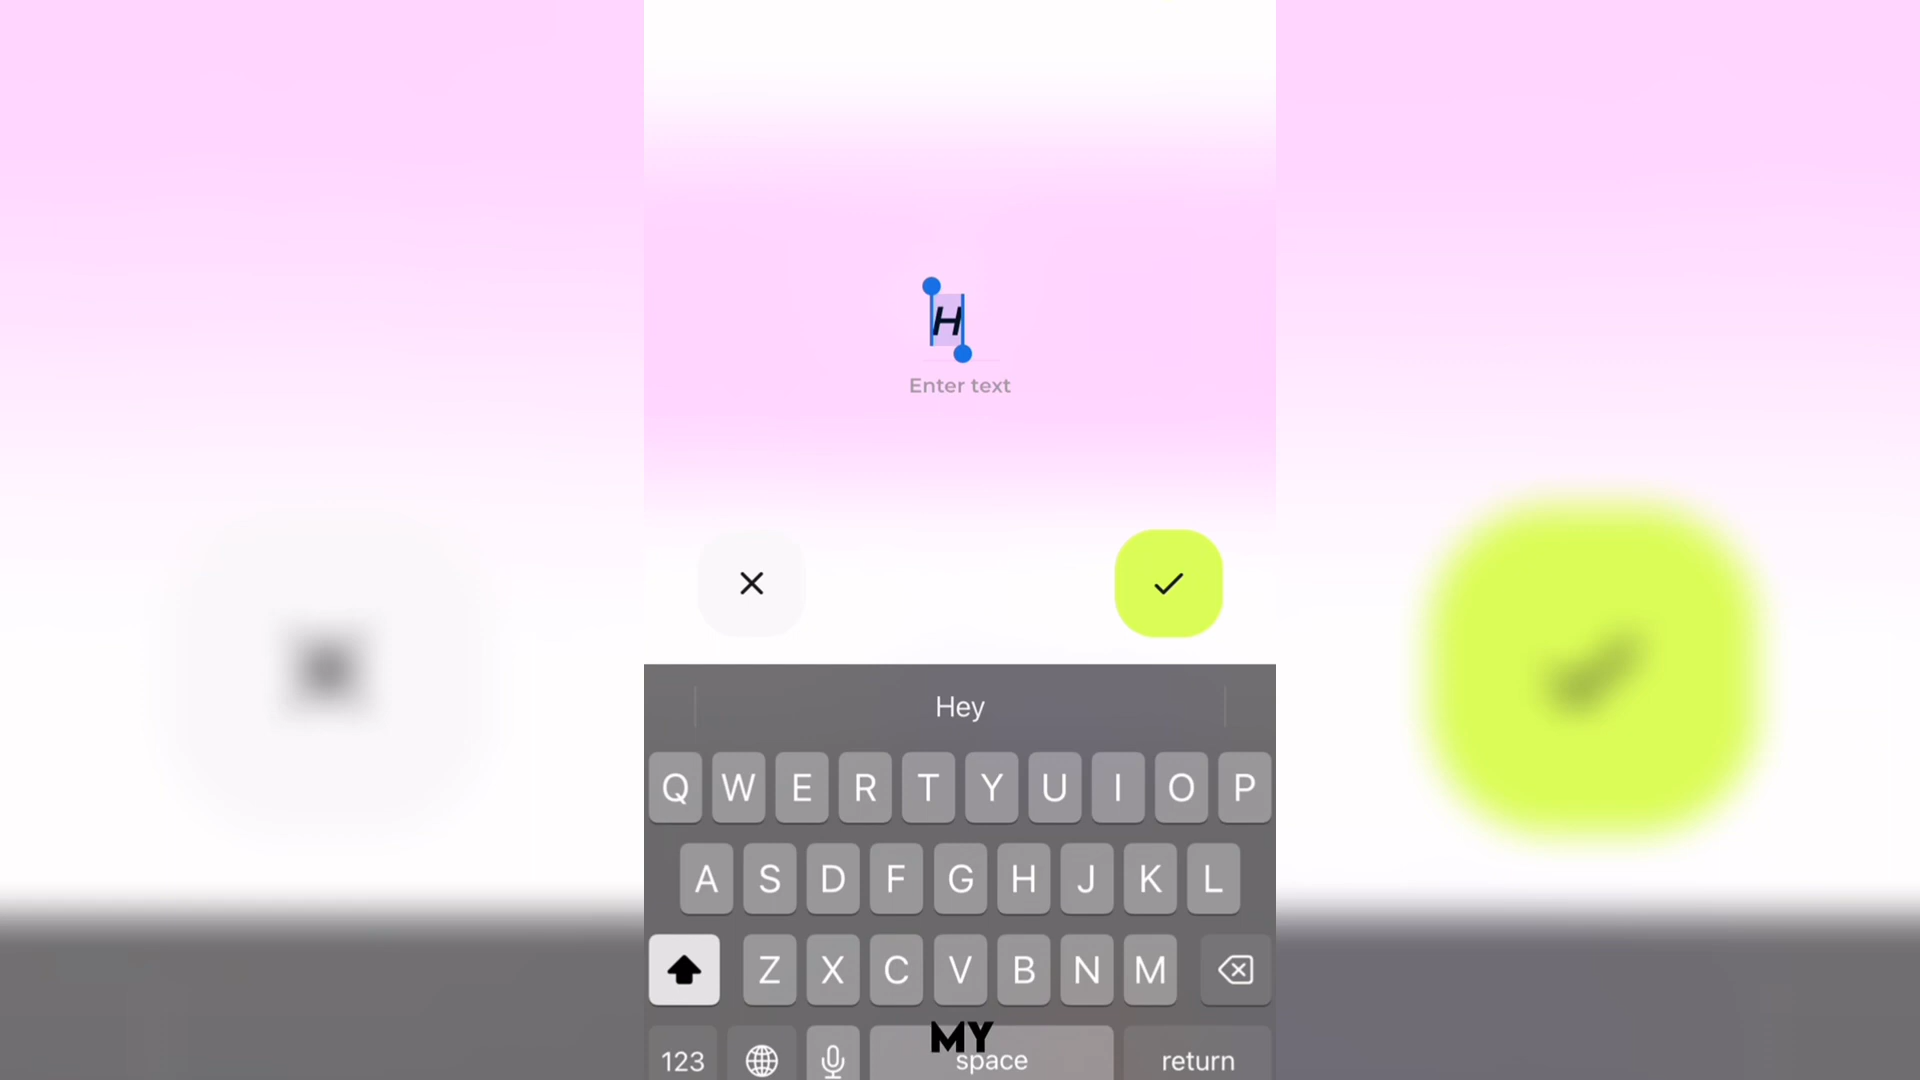 H
Enter text
Hey
Q W E R T Y U I O P
A S D F G H J K L
Z X C V B N M
MY
123 space return